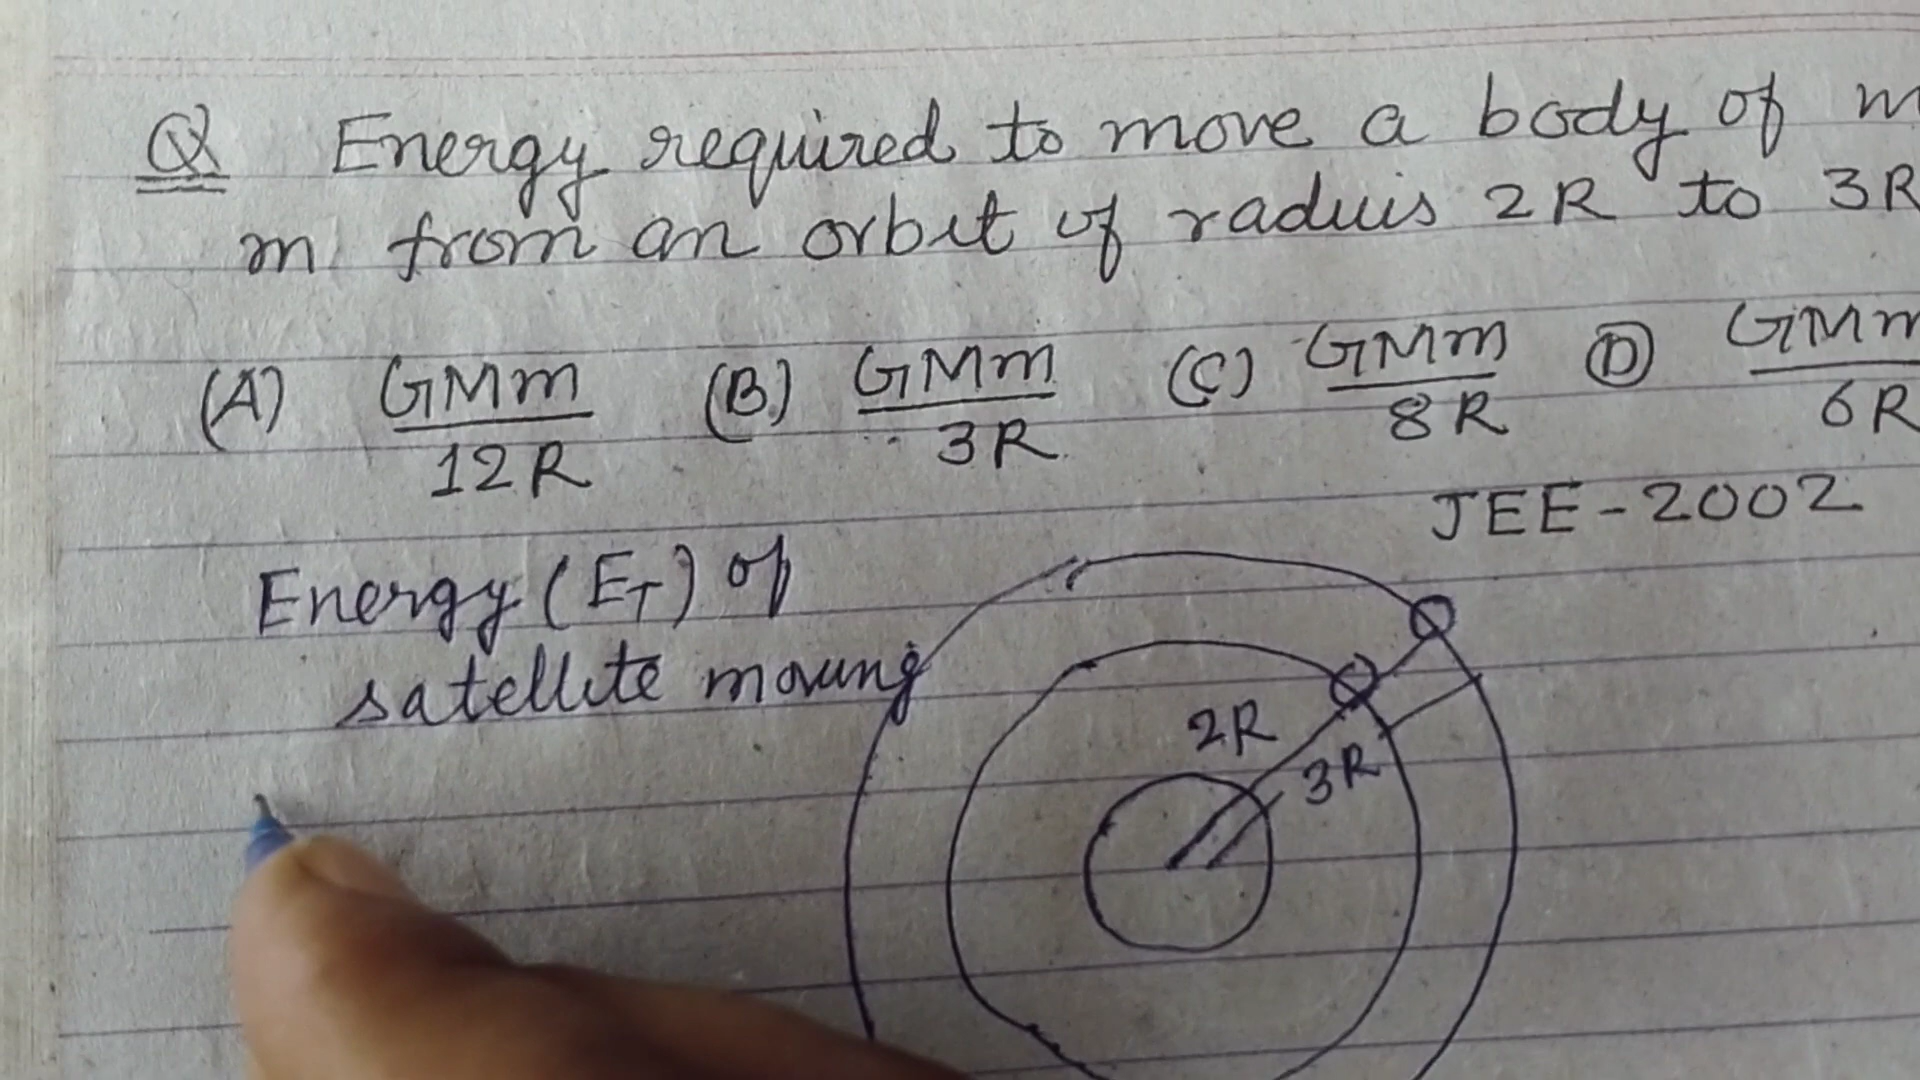 Q Energy required to move a body of m
m from an orbit of radius 2R to 3R
(A) GMm/12R (B) GMm/3R (C) GMm/8R (D) GMm/6R
JEE-2002
Energy (E_T) of
satellite moving
2R
3R